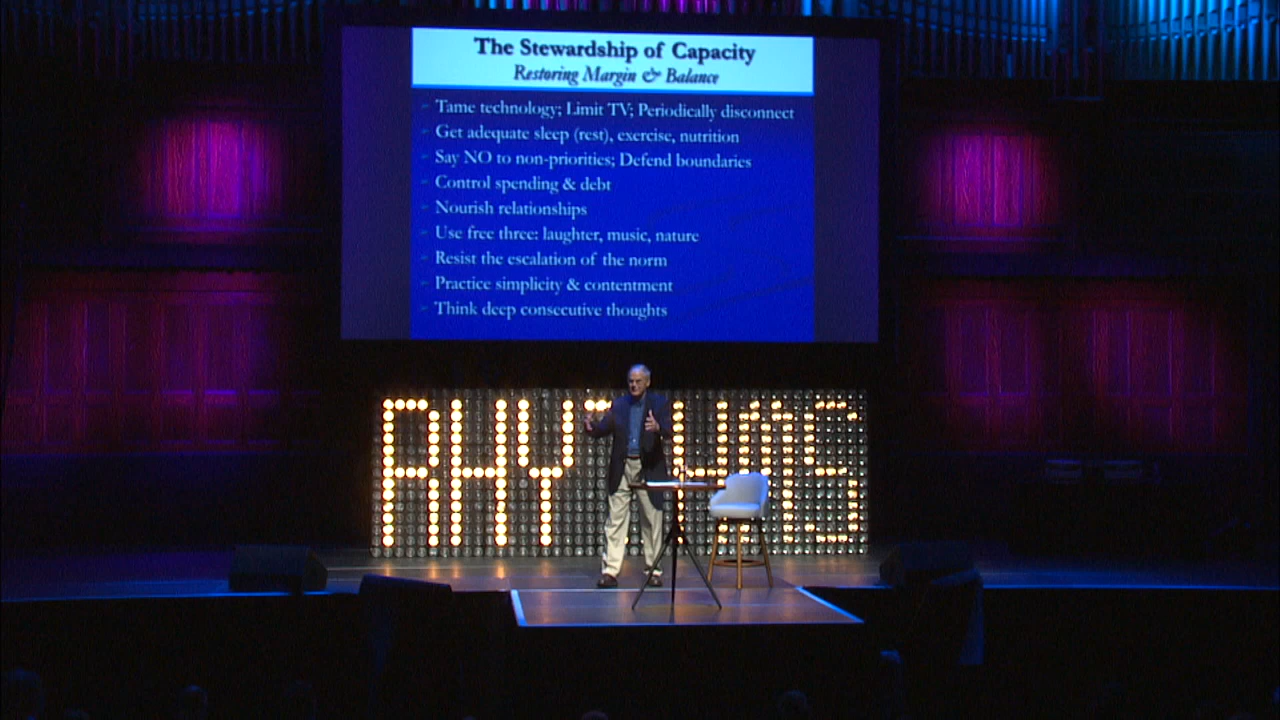 The Stewardship of Capacity
Restoring Margin & Balance
Tame technology; Limit TV; Periodically disconnect
Get adequate sleep (rest), exercise, nutrition
Say NO to non-priorities; Defend boundaries
Control spending & debt
Nourish relationships
Use free three: laughter, music, nature
Resist the escalation of the norm
Practice simplicity & contentment
Think deep consecutive thoughts
RHYTHMS